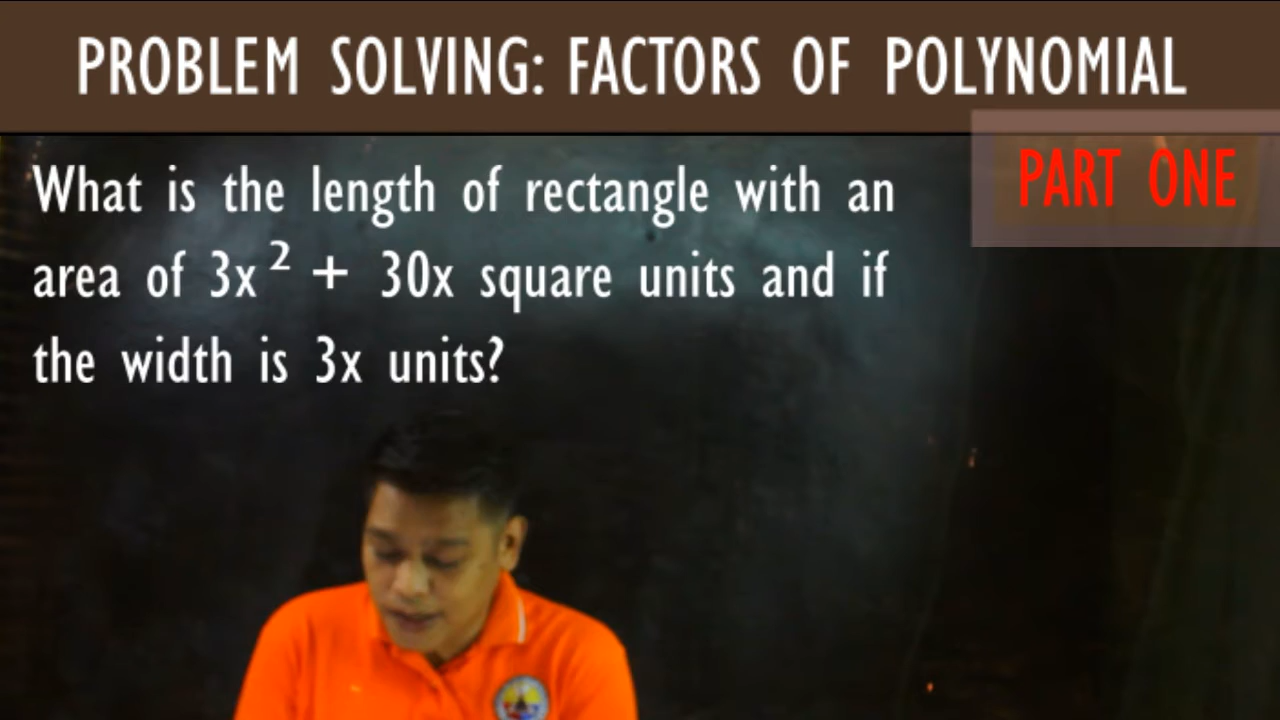 PROBLEM SOLVING: FACTORS OF POLYNOMIAL
PART ONE
What is the length of rectangle with an
area of 3x² + 30x square units and if
the width is 3x units?